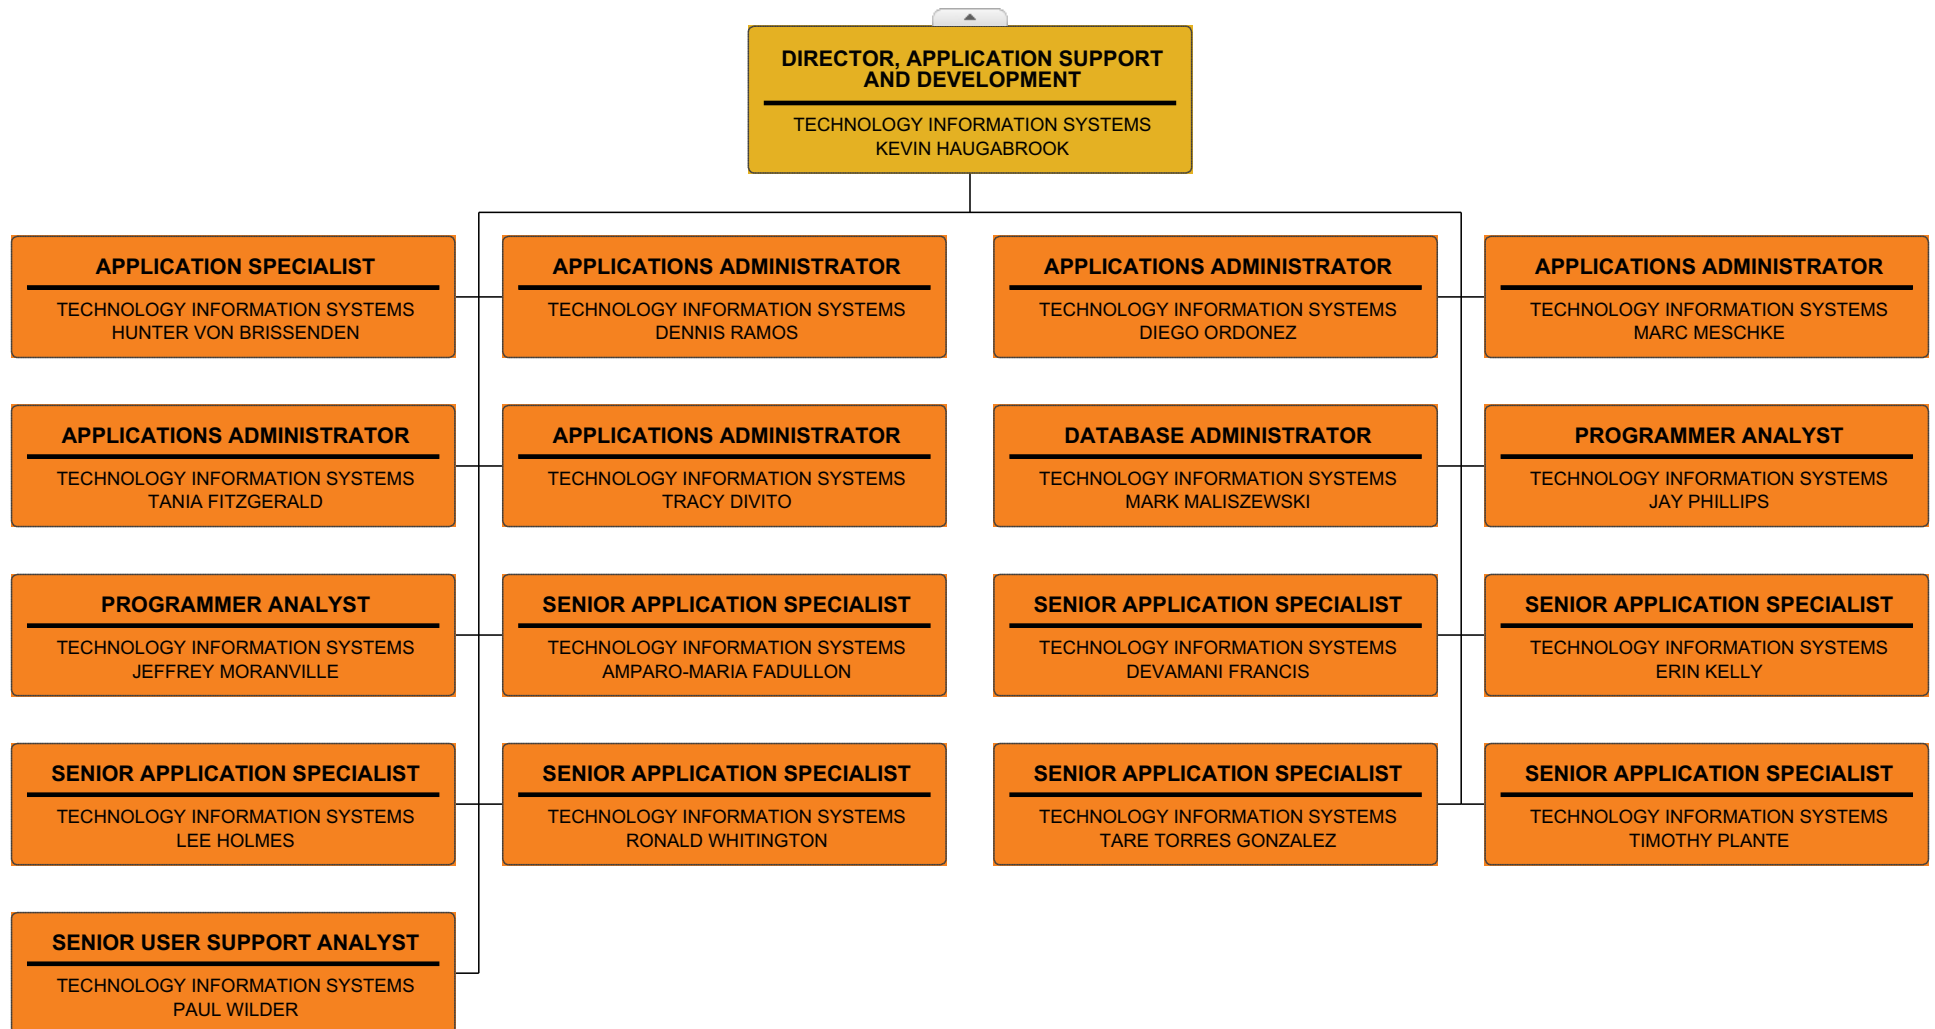 DIRECTOR, APPLICATION SUPPORT
AND DEVELOPMENT
TECHNOLOGY INFORMATION SYSTEMS
KEVIN HAUGABROOK
APPLICATION SPECIALIST
TECHNOLOGY INFORMATION SYSTEMS
HUNTER VON BRISSENDEN
APPLICATIONS ADMINISTRATOR
TECHNOLOGY INFORMATION SYSTEMS
DENNIS RAMOS
APPLICATIONS ADMINISTRATOR
TECHNOLOGY INFORMATION SYSTEMS
DIEGO ORDONEZ
APPLICATIONS ADMINISTRATOR
TECHNOLOGY INFORMATION SYSTEMS
MARC MESCHKE
APPLICATIONS ADMINISTRATOR
TECHNOLOGY INFORMATION SYSTEMS
TANIA FITZGERALD
APPLICATIONS ADMINISTRATOR
TECHNOLOGY INFORMATION SYSTEMS
TRACY DIVITO
DATABASE ADMINISTRATOR
TECHNOLOGY INFORMATION SYSTEMS
MARK MALISZEWSKI
PROGRAMMER ANALYST
TECHNOLOGY INFORMATION SYSTEMS
JAY PHILLIPS
PROGRAMMER ANALYST
TECHNOLOGY INFORMATION SYSTEMS
JEFFREY MORANVILLE
SENIOR APPLICATION SPECIALIST
TECHNOLOGY INFORMATION SYSTEMS
AMPARO-MARIA FADULLON
SENIOR APPLICATION SPECIALIST
TECHNOLOGY INFORMATION SYSTEMS
DEVAMANI FRANCIS
SENIOR APPLICATION SPECIALIST
TECHNOLOGY INFORMATION SYSTEMS
ERIN KELLY
SENIOR APPLICATION SPECIALIST
TECHNOLOGY INFORMATION SYSTEMS
LEE HOLMES
SENIOR APPLICATION SPECIALIST
TECHNOLOGY INFORMATION SYSTEMS
RONALD WHITINGTON
SENIOR APPLICATION SPECIALIST
TECHNOLOGY INFORMATION SYSTEMS
TARE TORRES GONZALEZ
SENIOR APPLICATION SPECIALIST
TECHNOLOGY INFORMATION SYSTEMS
TIMOTHY PLANTE
SENIOR USER SUPPORT ANALYST
TECHNOLOGY INFORMATION SYSTEMS
PAUL WILDER